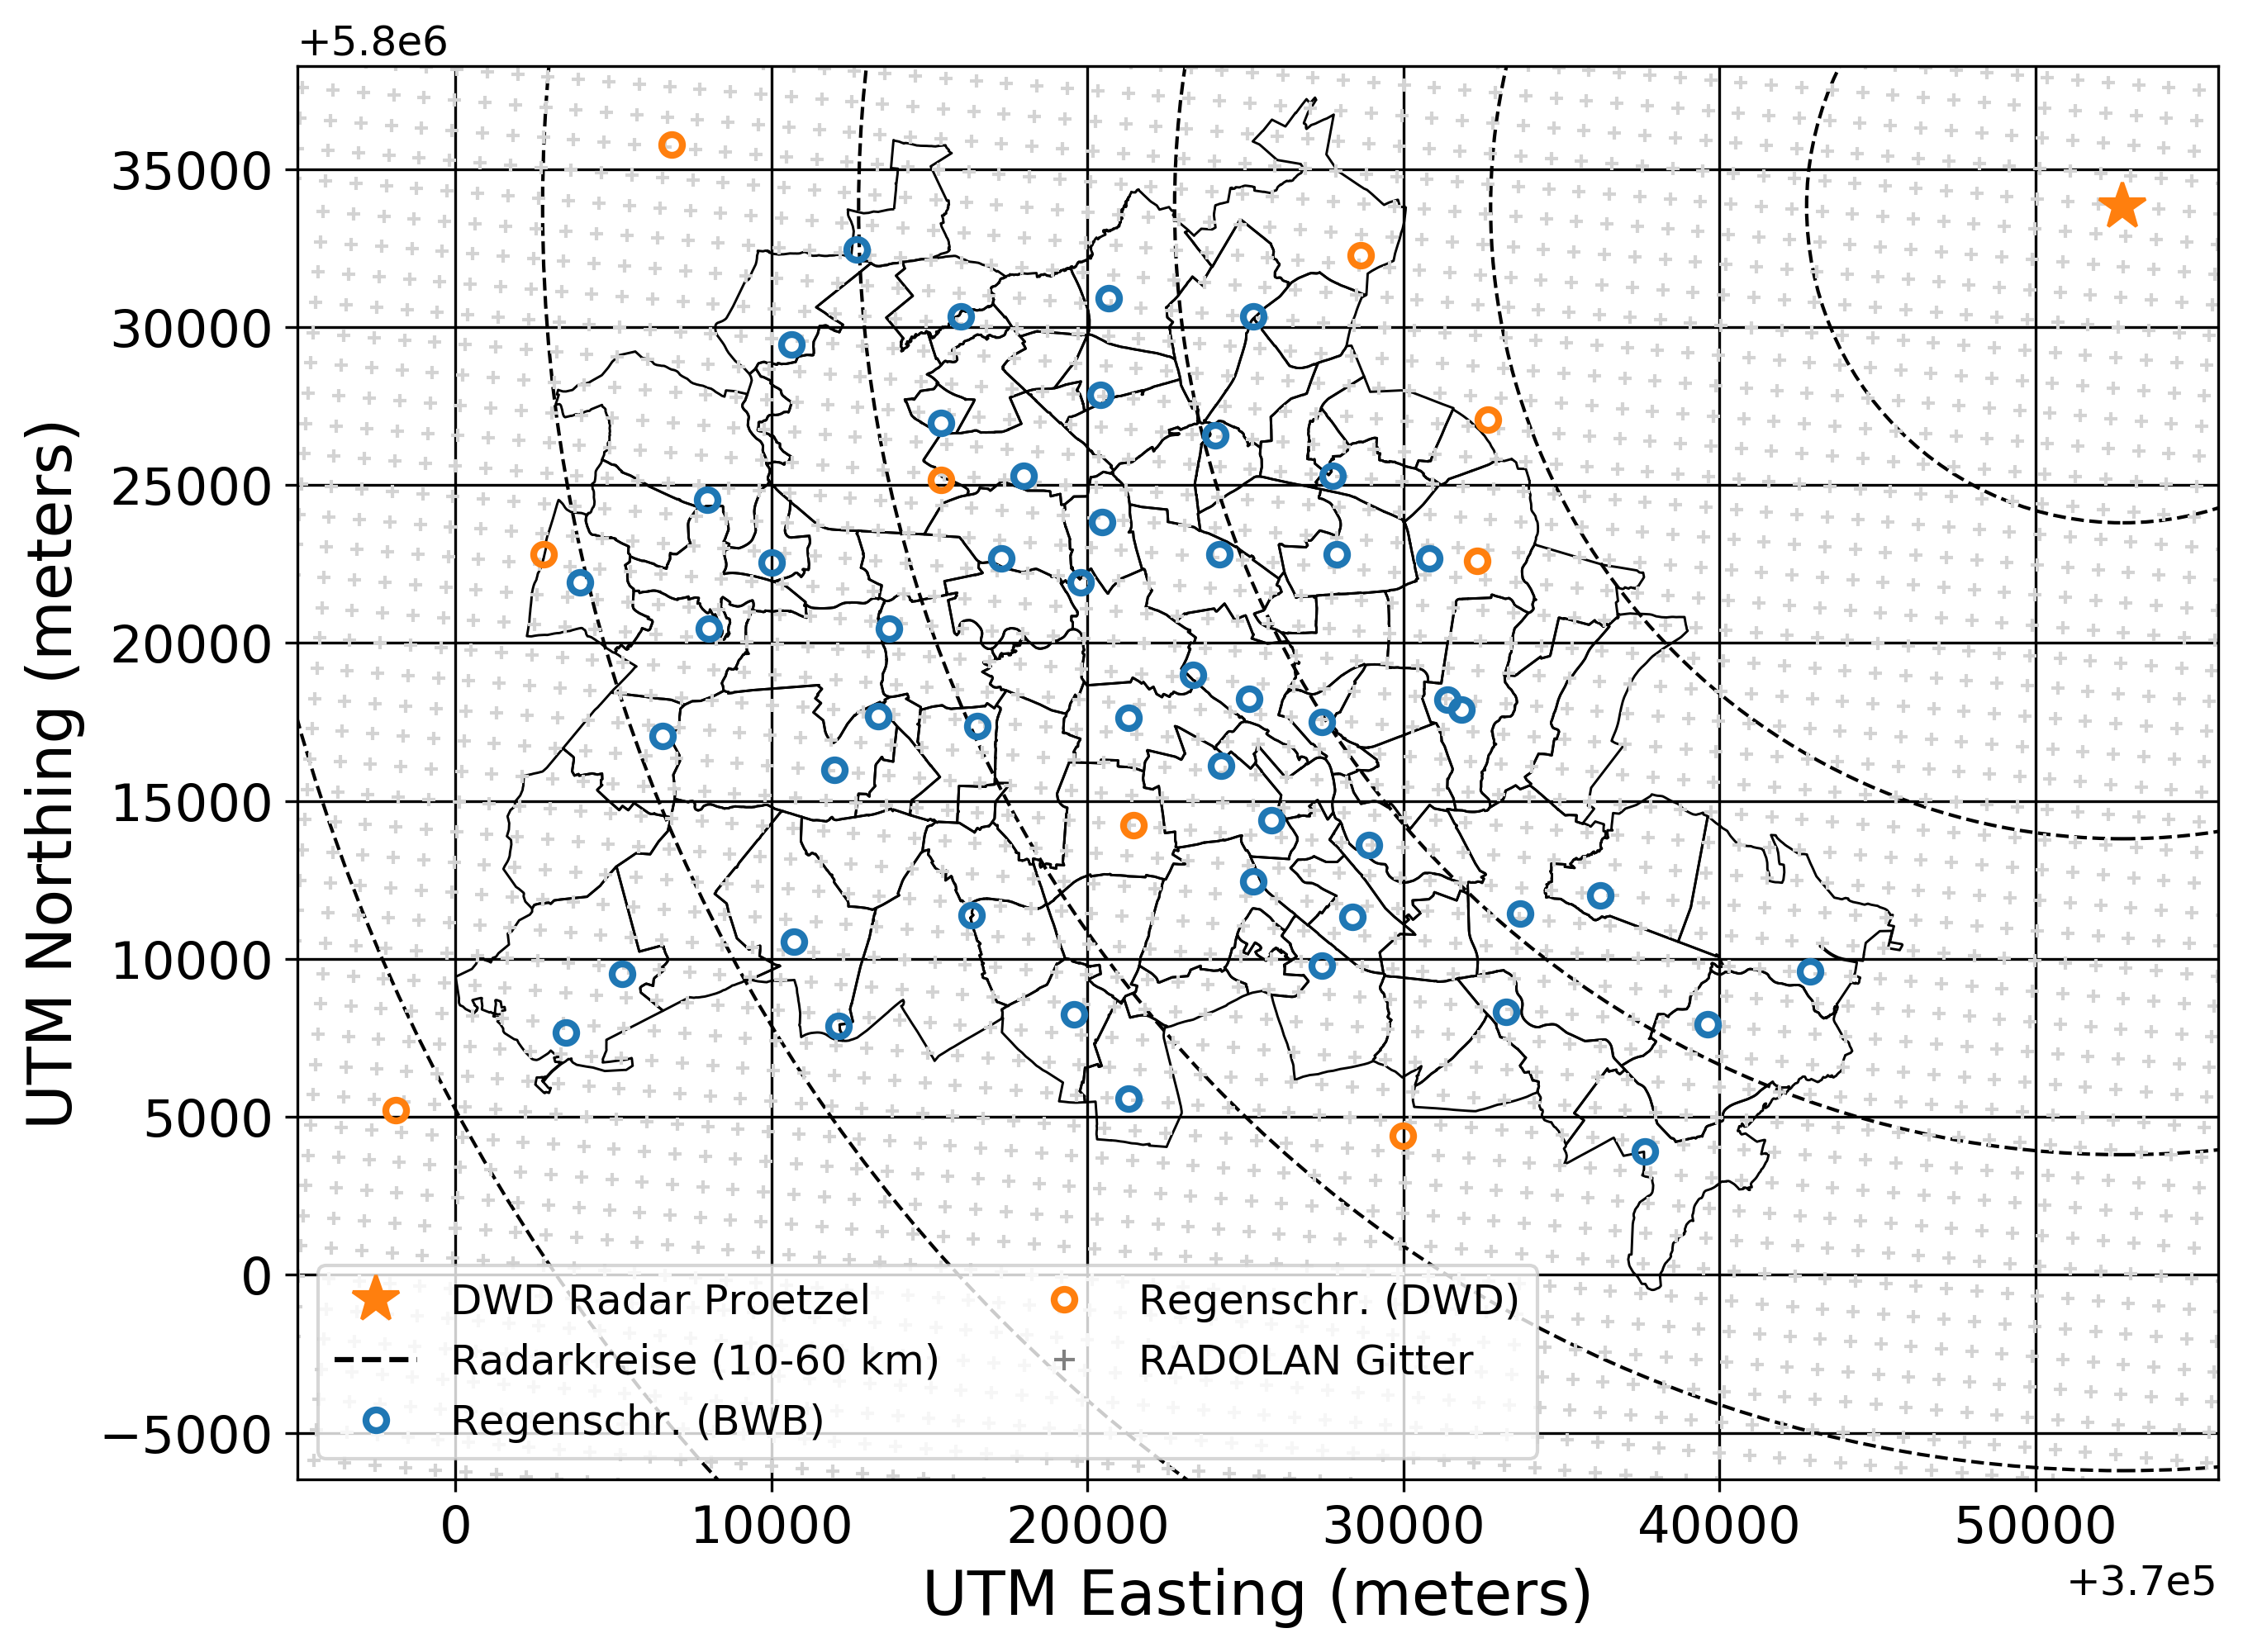 +5.8e6
35000
30000
25000
20000
15000
10000
5000
0
−5000
UTM Northing (meters)
DWD Radar Proetzel
Radarkreise (10-60 km)
Regenschr. (BWB)
Regenschr. (DWD)
RADOLAN Gitter
0 10000 20000 30000 40000 50000
+3.7e5
UTM Easting (meters)